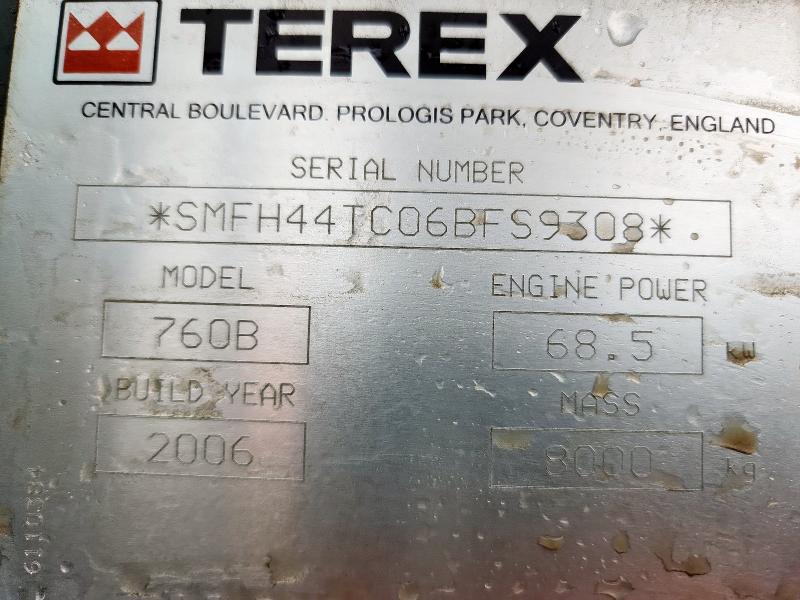 TEREX
CENTRAL BOULEVARD. PROLOGIS PARK, COVENTRY, ENGLAND
SERIAL NUMBER
*SMFH44TC06BFS9308*.
MODEL
ENGINE POWER
760B
68.5 kW
BUILD YEAR
MASS
2006
8000 kg
6110384